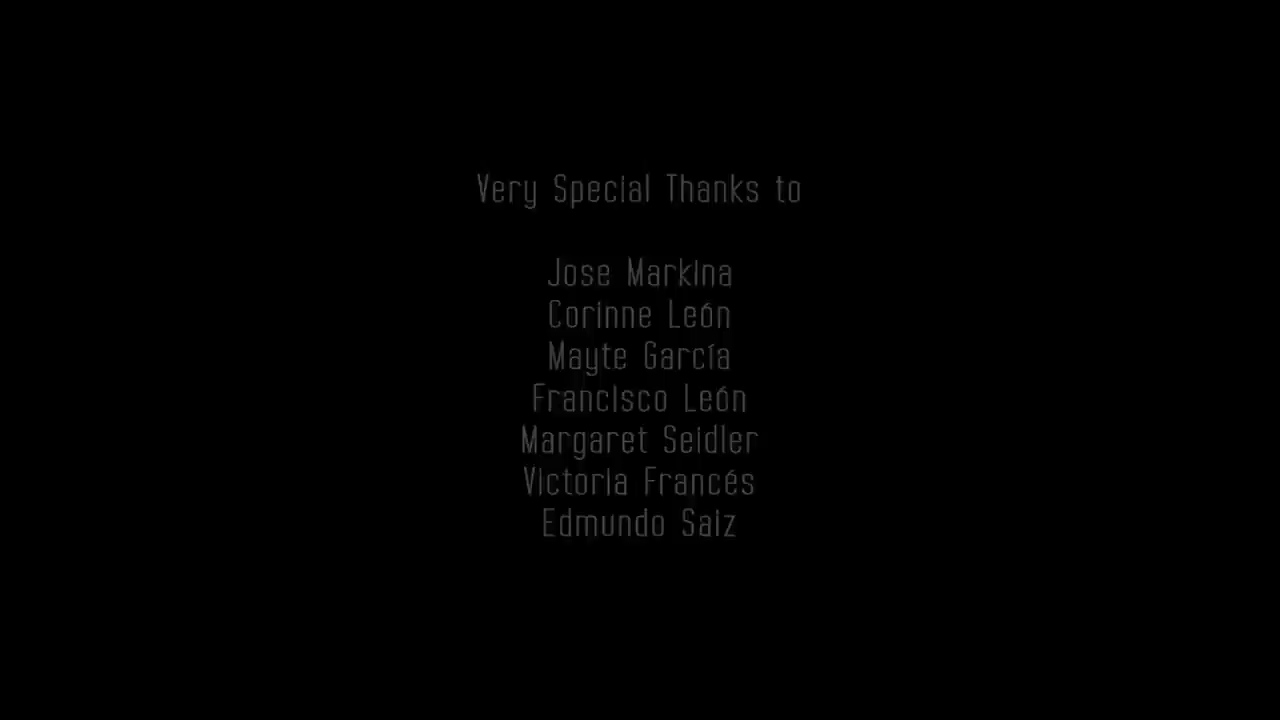 Very Special Thanks to
Jose Markina
Corinne León
Mayte García
Francisco León
Margaret Seidler
Victoria Francés
Edmundo Saiz